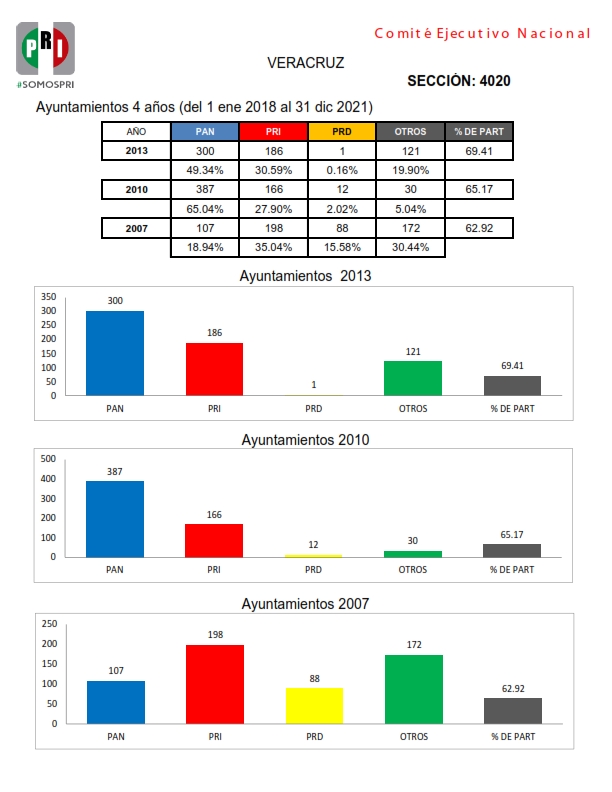 Comité Ejecutivo Nacional
PRI
#SOMOSPRI
VERACRUZ
SECCIÓN: 4020
Ayuntamientos 4 años (del 1 ene 2018 al 31 dic 2021)
AÑO PAN PRI PRD OTROS % DE PART
2013 300 186 1 121 69.41
49.34% 30.59% 0.16% 19.90%
2010 387 166 12 30 65.17
65.04% 27.90% 2.02% 5.04%
2007 107 198 88 172 62.92
18.94% 35.04% 15.58% 30.44%
Ayuntamientos 2013
350
300
250
200
150
100
50
0
300
186
1
121
69.41
PAN PRI PRD OTROS % DE PART
Ayuntamientos 2010
500
400
300
200
100
0
387
166
12
30
65.17
PAN PRI PRD OTROS % DE PART
Ayuntamientos 2007
250
200
150
100
50
0
107
198
88
172
62.92
PAN PRI PRD OTROS % DE PART